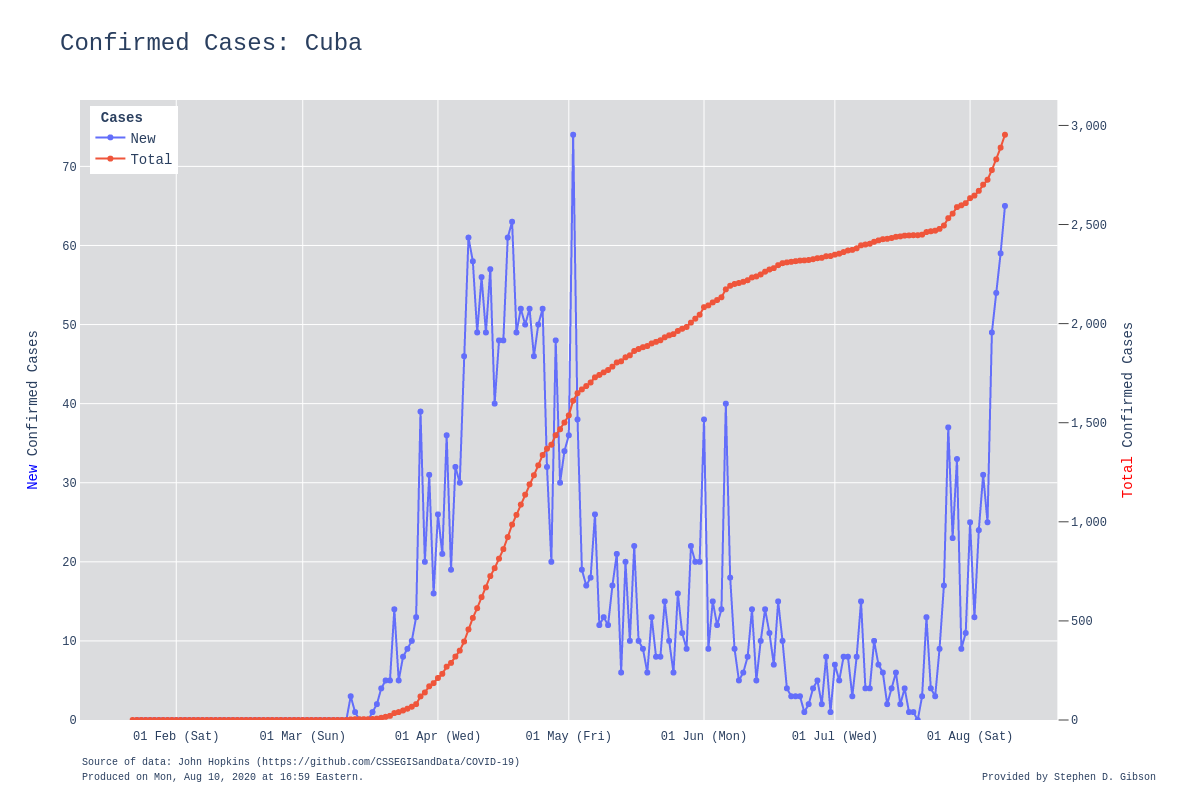 Confirmed Cases: Cuba
Cases
New
Total
70
60
50
40
30
20
10
0
New Confirmed Cases
3,000
2,500
2,000
1,500
1,000
500
0
Total Confirmed Cases
01 Feb (Sat)
01 Mar (Sun)
01 Apr (Wed)
01 May (Fri)
01 Jun (Mon)
01 Jul (Wed)
01 Aug (Sat)
Source of data: John Hopkins (https://github.com/CSSEGISandData/COVID-19)
Produced on Mon, Aug 10, 2020 at 16:59 Eastern.
Provided by Stephen D. Gibson